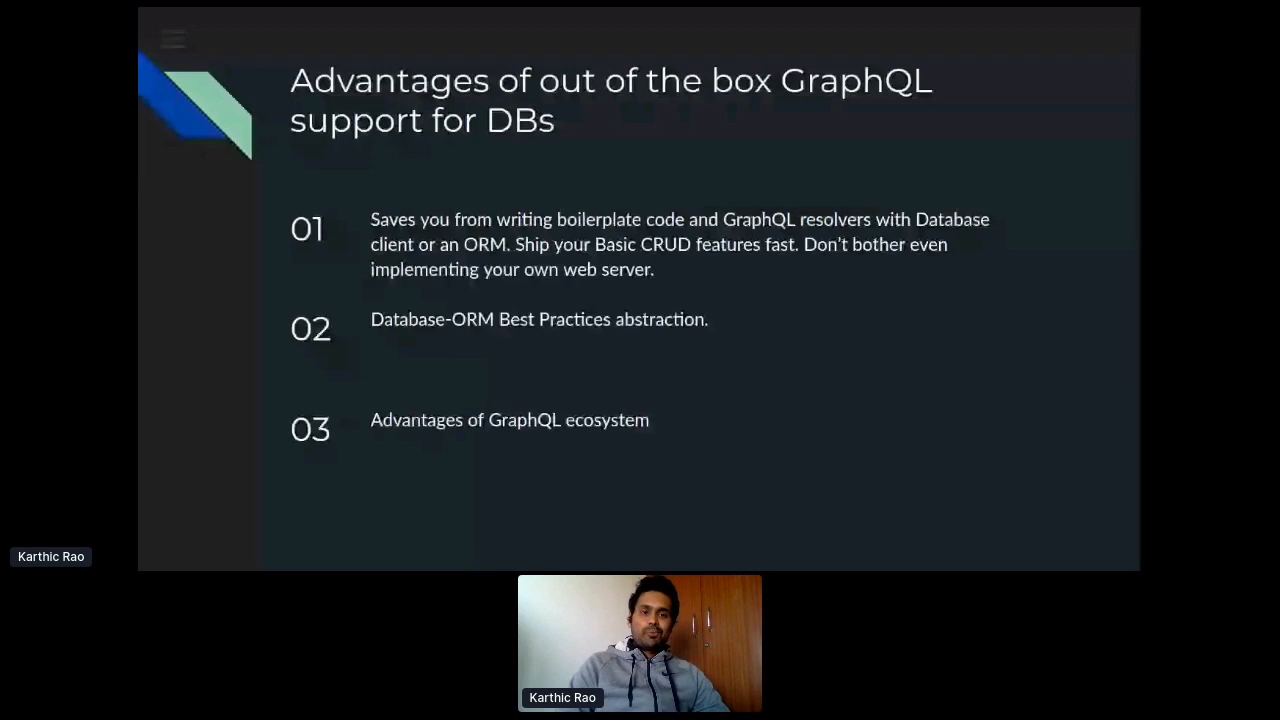 Advantages of out of the box GraphQL
support for DBs
01
Saves you from writing boilerplate code and GraphQL resolvers with Database
client or an ORM. Ship your Basic CRUD features fast. Don't bother even
implementing your own web server.
02
Database-ORM Best Practices abstraction.
03
Advantages of GraphQL ecosystem
Karthic Rao
Karthic Rao